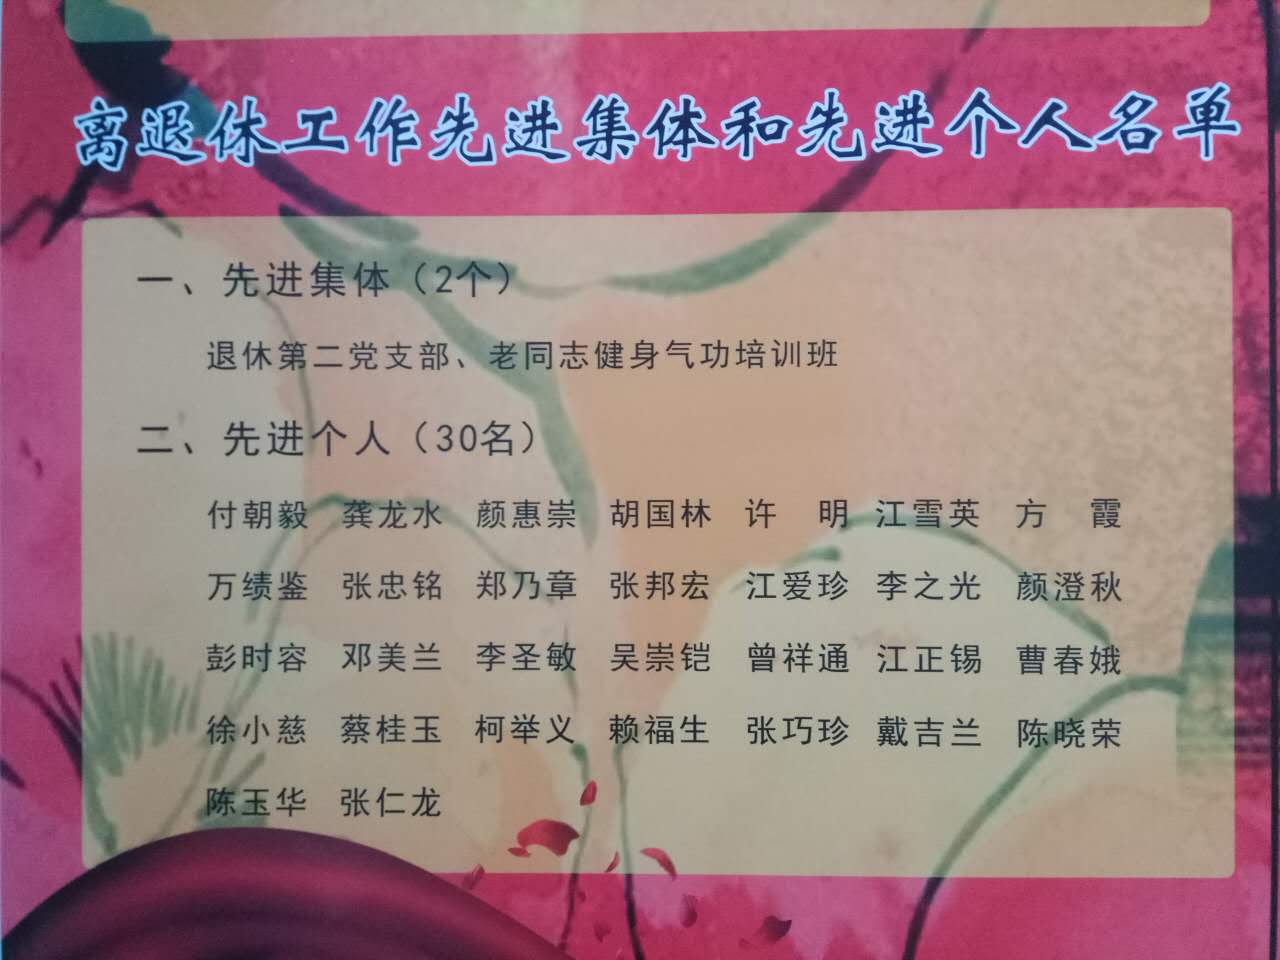 离退休工作先进集体和先进个人名单
一、先进集体（2个）
退休第二党支部、老同志健身气功培训班
二、先进个人（30名）
付朝毅 龚龙水 颜惠崇 胡国林 许　明 江雪英 方　霞
万绩鉴 张忠铭 郑乃章 张邦宏 江爱珍 李之光 颜澄秋
彭时容 邓美兰 李圣敏 吴崇铠 曾祥通 江正锡 曹春娥
徐小慈 蔡桂玉 柯举义 赖福生 张巧珍 戴吉兰 陈晓荣
陈玉华 张仁龙